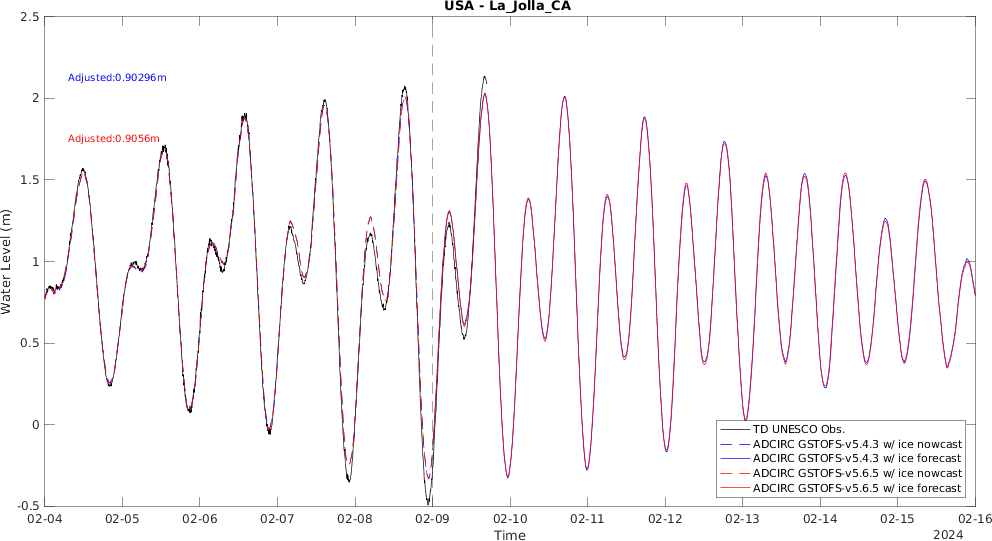 USA - La_Jolla_CA
2.5
2
1.5
1
0.5
0
-0.5
Water Level (m)
Adjusted:0.90296m
Adjusted:0.9056m
TD UNESCO Obs.
ADCIRC GSTOFS-v5.4.3 w/ ice nowcast
ADCIRC GSTOFS-v5.4.3 w/ ice forecast
ADCIRC GSTOFS-v5.6.5 w/ ice nowcast
ADCIRC GSTOFS-v5.6.5 w/ ice forecast
02-04 02-05 02-06 02-07 02-08 02-09 02-10 02-11 02-12 02-13 02-14 02-15 02-16
Time
2024